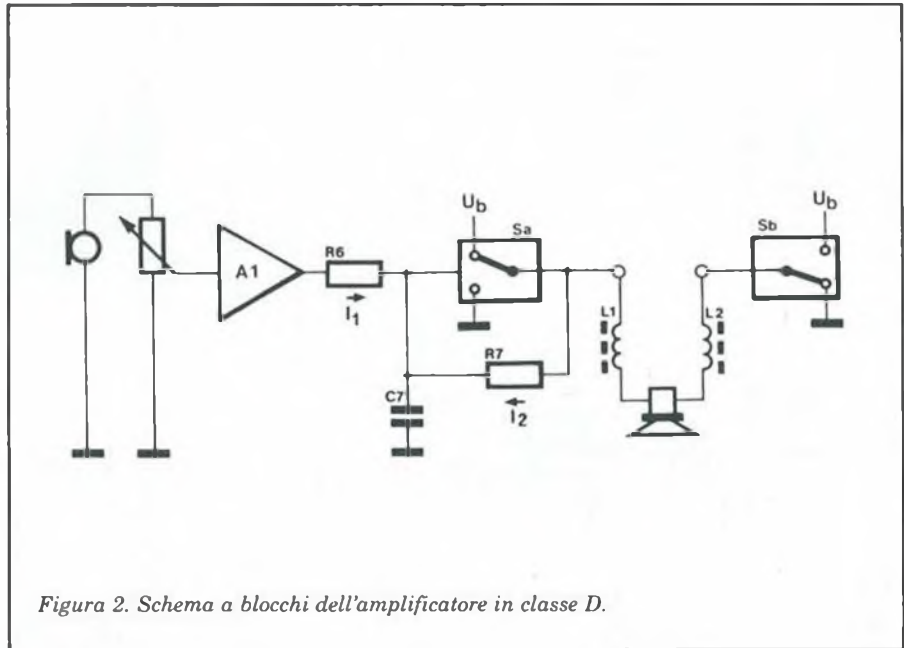 Ub
Ub
Sa
Sb
A1
R6
I1
L1
L2
R7
C7
I2
Figura 2. Schema a blocchi dell'amplificatore in classe D.